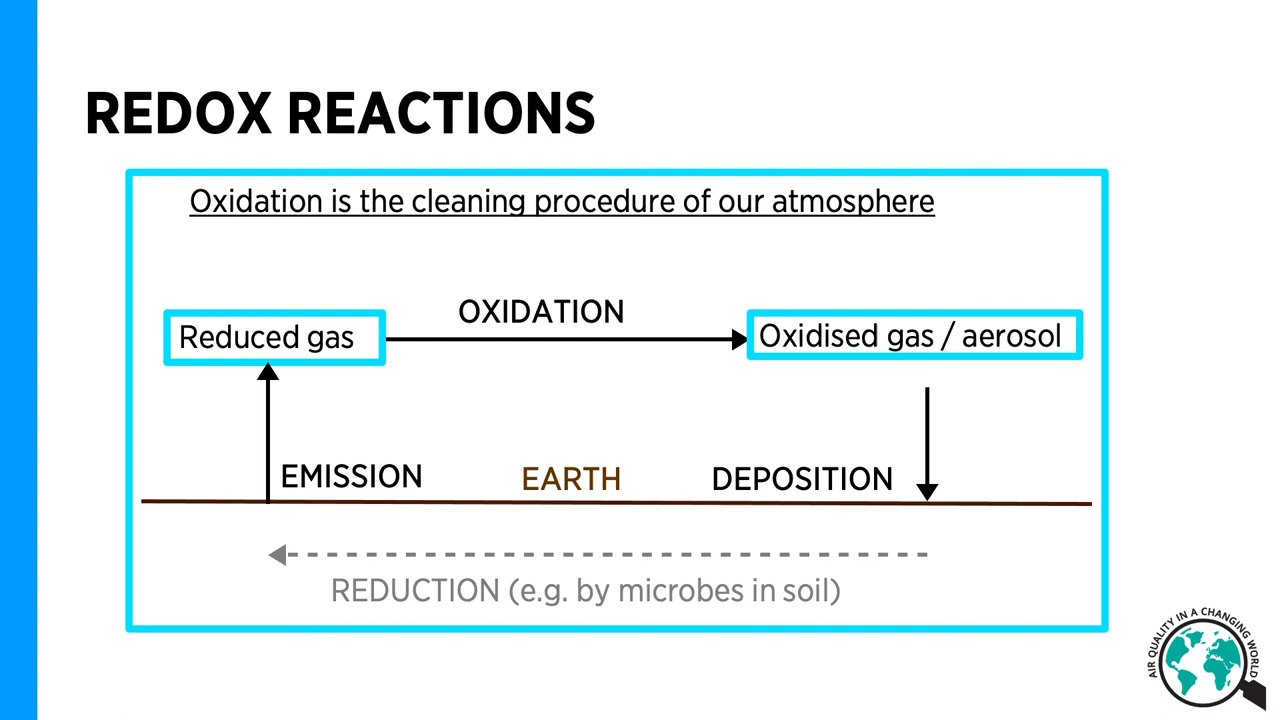 REDOX REACTIONS
Oxidation is the cleaning procedure of our atmosphere
OXIDATION
Reduced gas
Oxidised gas / aerosol
EMISSION
EARTH
DEPOSITION
REDUCTION (e.g. by microbes in soil)
AIR QUALITY IN A CHANGING WORLD